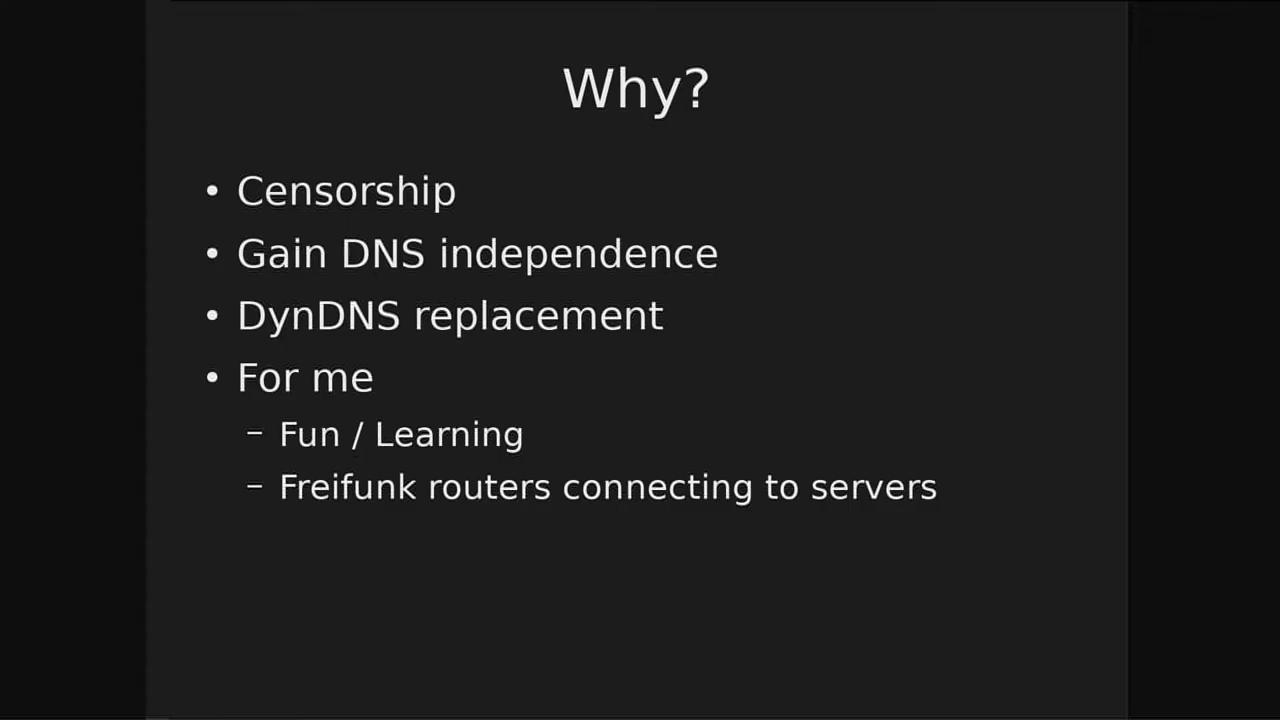 Why?
• Censorship
• Gain DNS independence
• DynDNS replacement
• For me
– Fun / Learning
– Freifunk routers connecting to servers